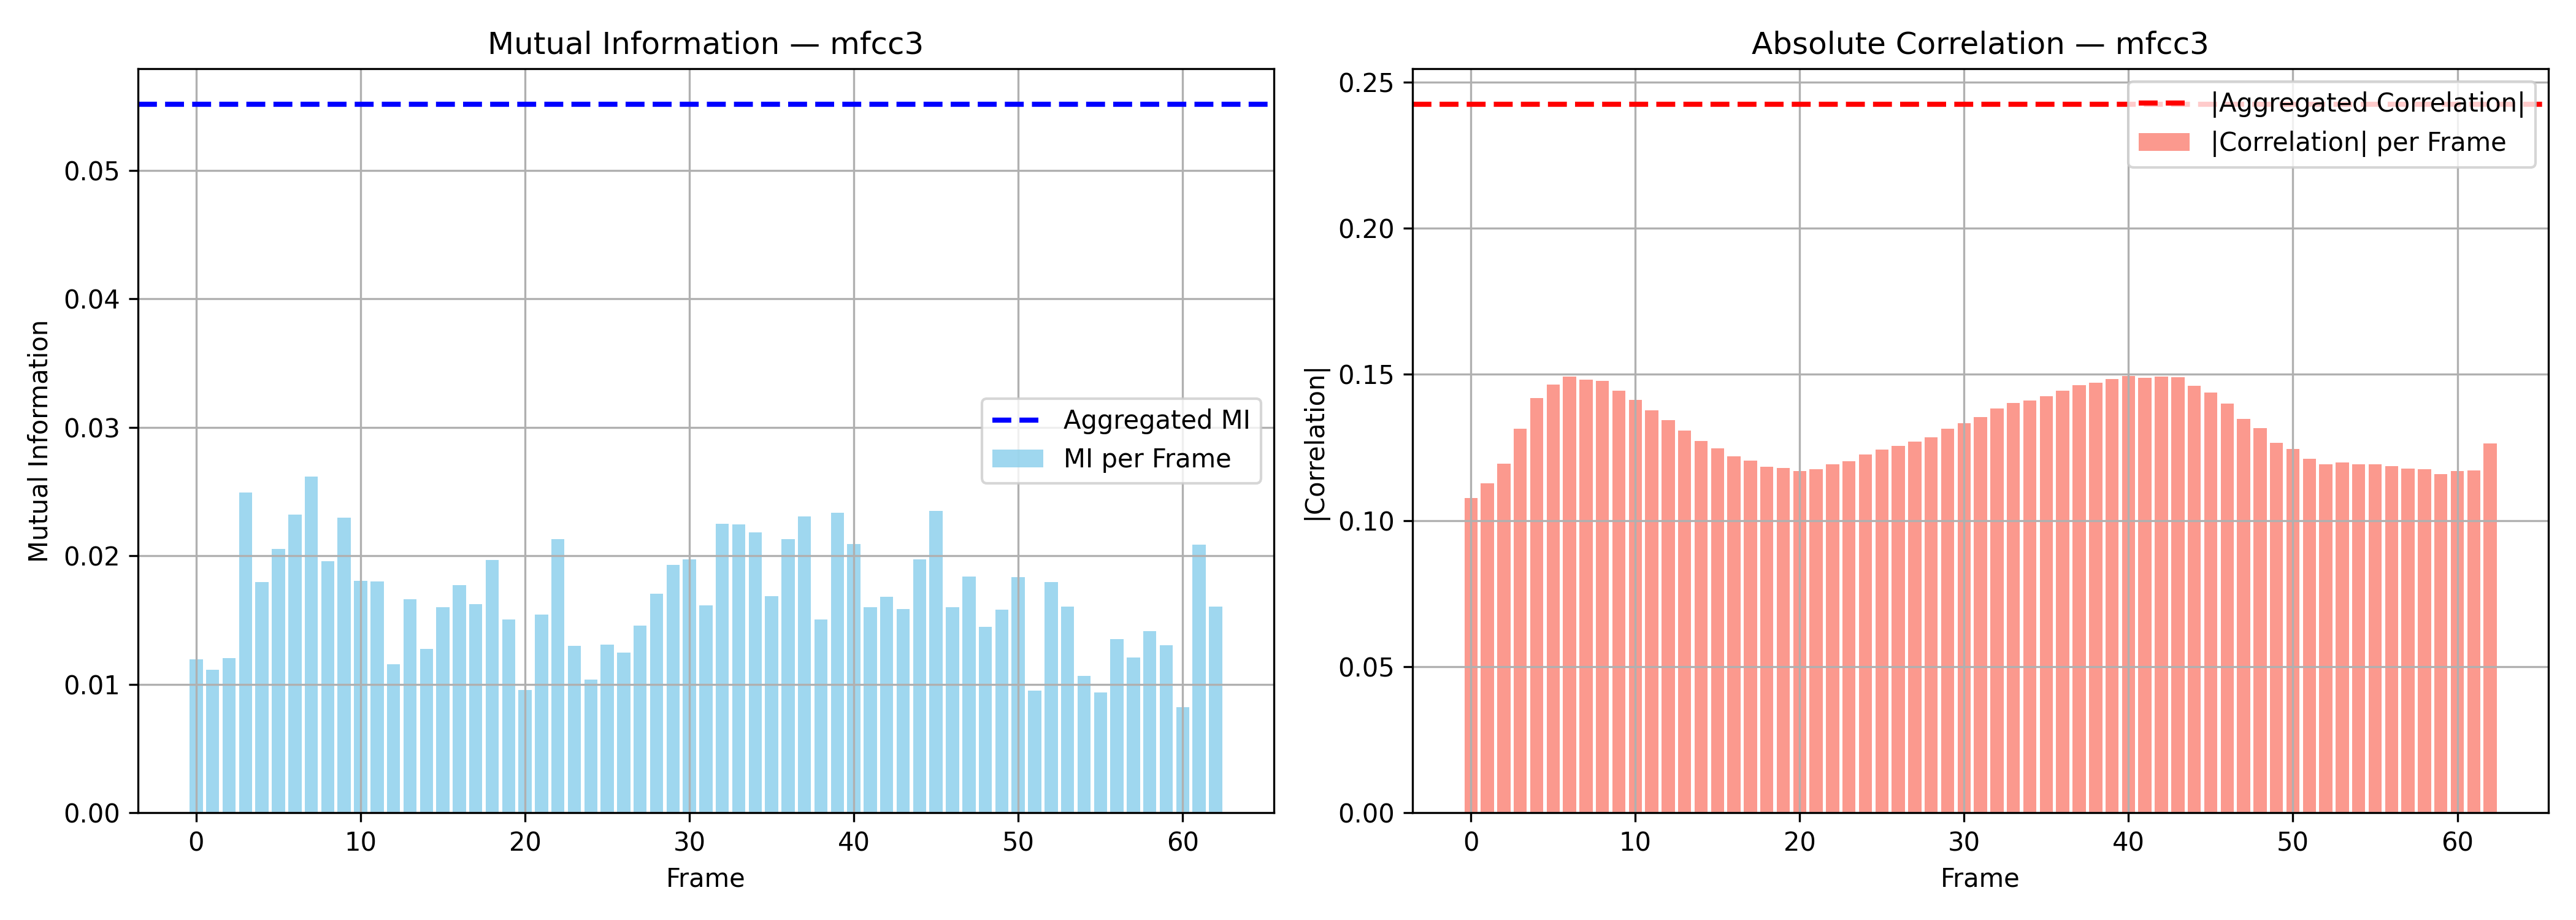 Mutual Information — mfcc3
Mutual Information
0.05
0.04
0.03
0.02
0.01
0.00
Aggregated MI
MI per Frame
0 10 20 30 40 50 60
Frame
Absolute Correlation — mfcc3
|Correlation|
0.25
0.20
0.15
0.10
0.05
0.00
|Aggregated Correlation|
|Correlation| per Frame
0 10 20 30 40 50 60
Frame